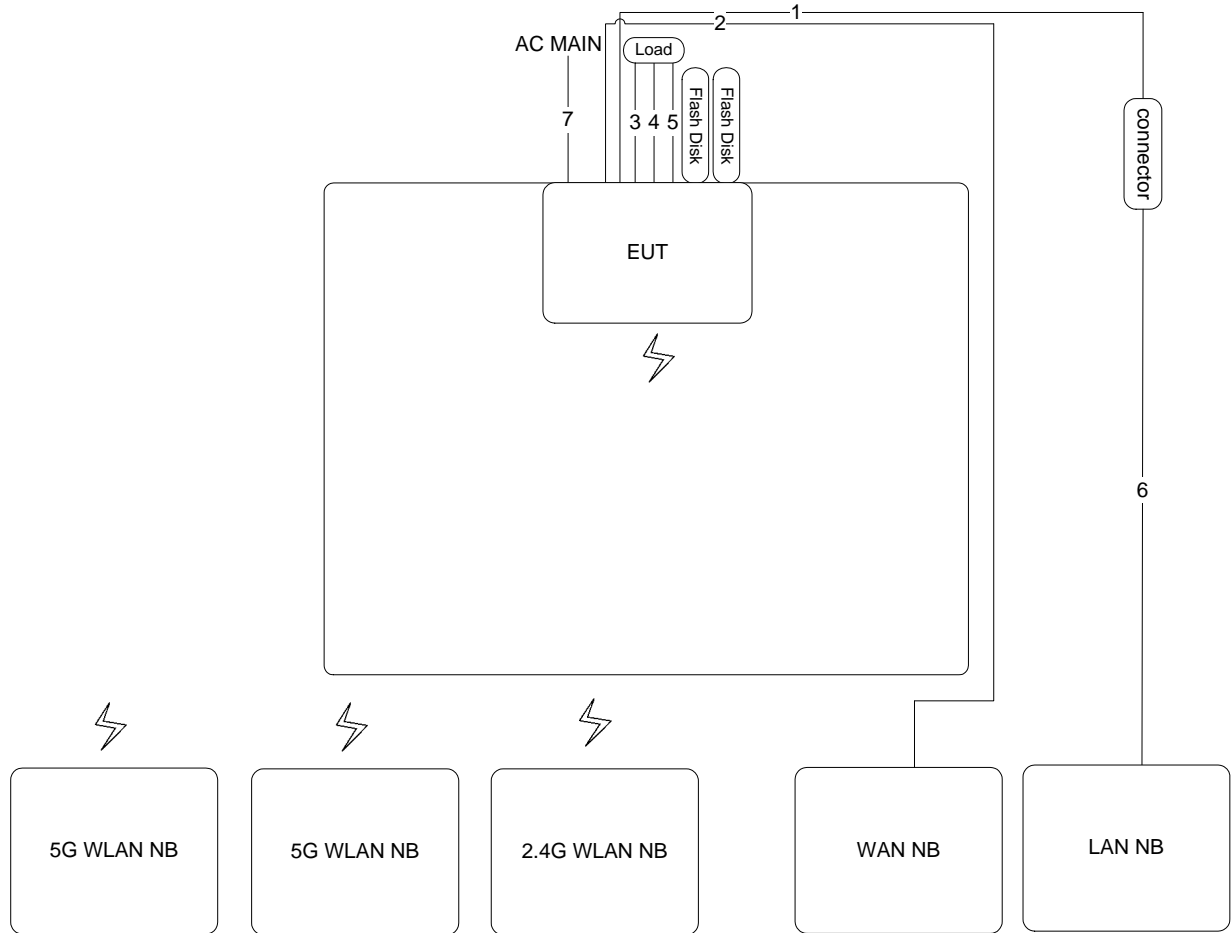 1
2
AC MAIN
Load
7
3
4
5
Flash Disk
Flash Disk
connector
EUT
6
5G WLAN NB
5G WLAN NB
2.4G WLAN NB
WAN NB
LAN NB